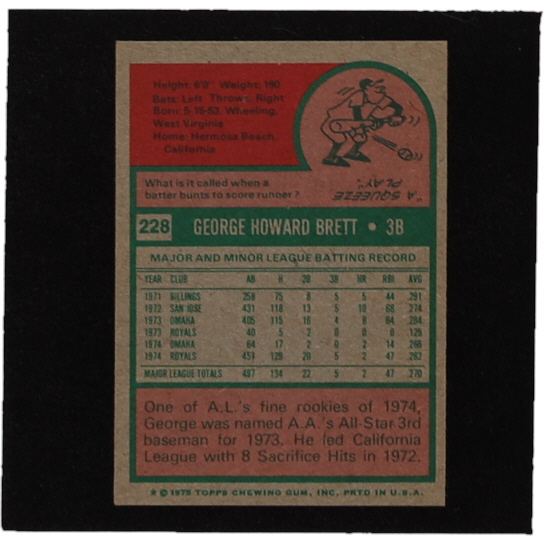 Height: 6'0" Weight: 190
Bats: Left Throws: Right
Born: 5-15-53, Wheeling,
West Virginia
Home: Hermosa Beach,
California
What is it called when a
batter bunts to score runner?
"A SQUEEZE
PLAY".
228 GEORGE HOWARD BRETT • 3B
MAJOR AND MINOR LEAGUE BATTING RECORD
YEAR CLUB AB H 2B 3B HR RBI AVG
1971 BILLINGS 258 75 8 5 5 44 .291
1972 SAN JOSE 431 118 13 5 10 68 .274
1973 OMAHA 405 115 16 4 8 64 .284
1973 ROYALS 40 5 2 0 0 0 .125
1974 OMAHA 64 17 2 0 2 14 .266
1974 ROYALS 457 129 20 5 2 47 .282
MAJOR LEAGUE TOTALS 497 134 22 5 2 47 .270
One of A.L.'s fine rookies of 1974,
George was named A.A.'s All-Star 3rd
baseman for 1973. He led California
League with 8 Sacrifice Hits in 1972.
* © 1975 TOPPS CHEWING GUM, INC. PRTD IN U.S.A.